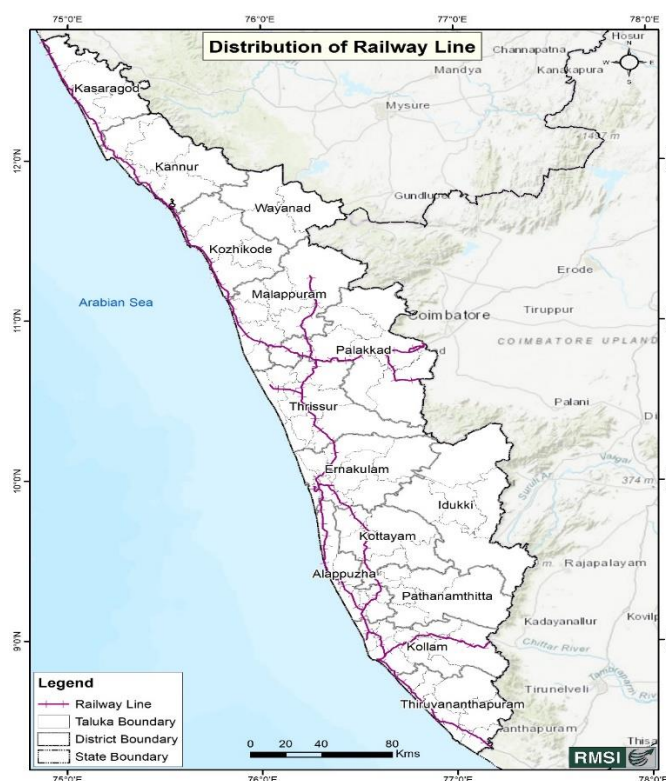 75°0'E
76°0'E
77°0'E
78°0'E
Distribution of Railway Line
Hosur
Channapatna
Kanakapura
Mandya
Mysure
Kasaragod
12°0'N
Kannur
Gundlupet
Wayanad
Kozhikode
Erode
Arabian Sea
Malappuram
Coimbatore
Tiruppur
11°0'N
Palakkad
COIMBATORE UPLAND
Thrissur
Palani
Ernakulam
10°0'N
Idukki
374 m
Kottayam
Rajapalayam
Alappuzha
Pathanamthitta
Kadayanallur
Kovilp
9°0'N
Chittar River
Kollam
Legend
Railway Line
Taluka Boundary
District Boundary
State Boundary
Thiruvananthapuram
Tirunelveli
anthapuram
Thisa
0 20 40 80
Kms
RMSI
75°0'E
76°0'E
77°0'E
78°0'E